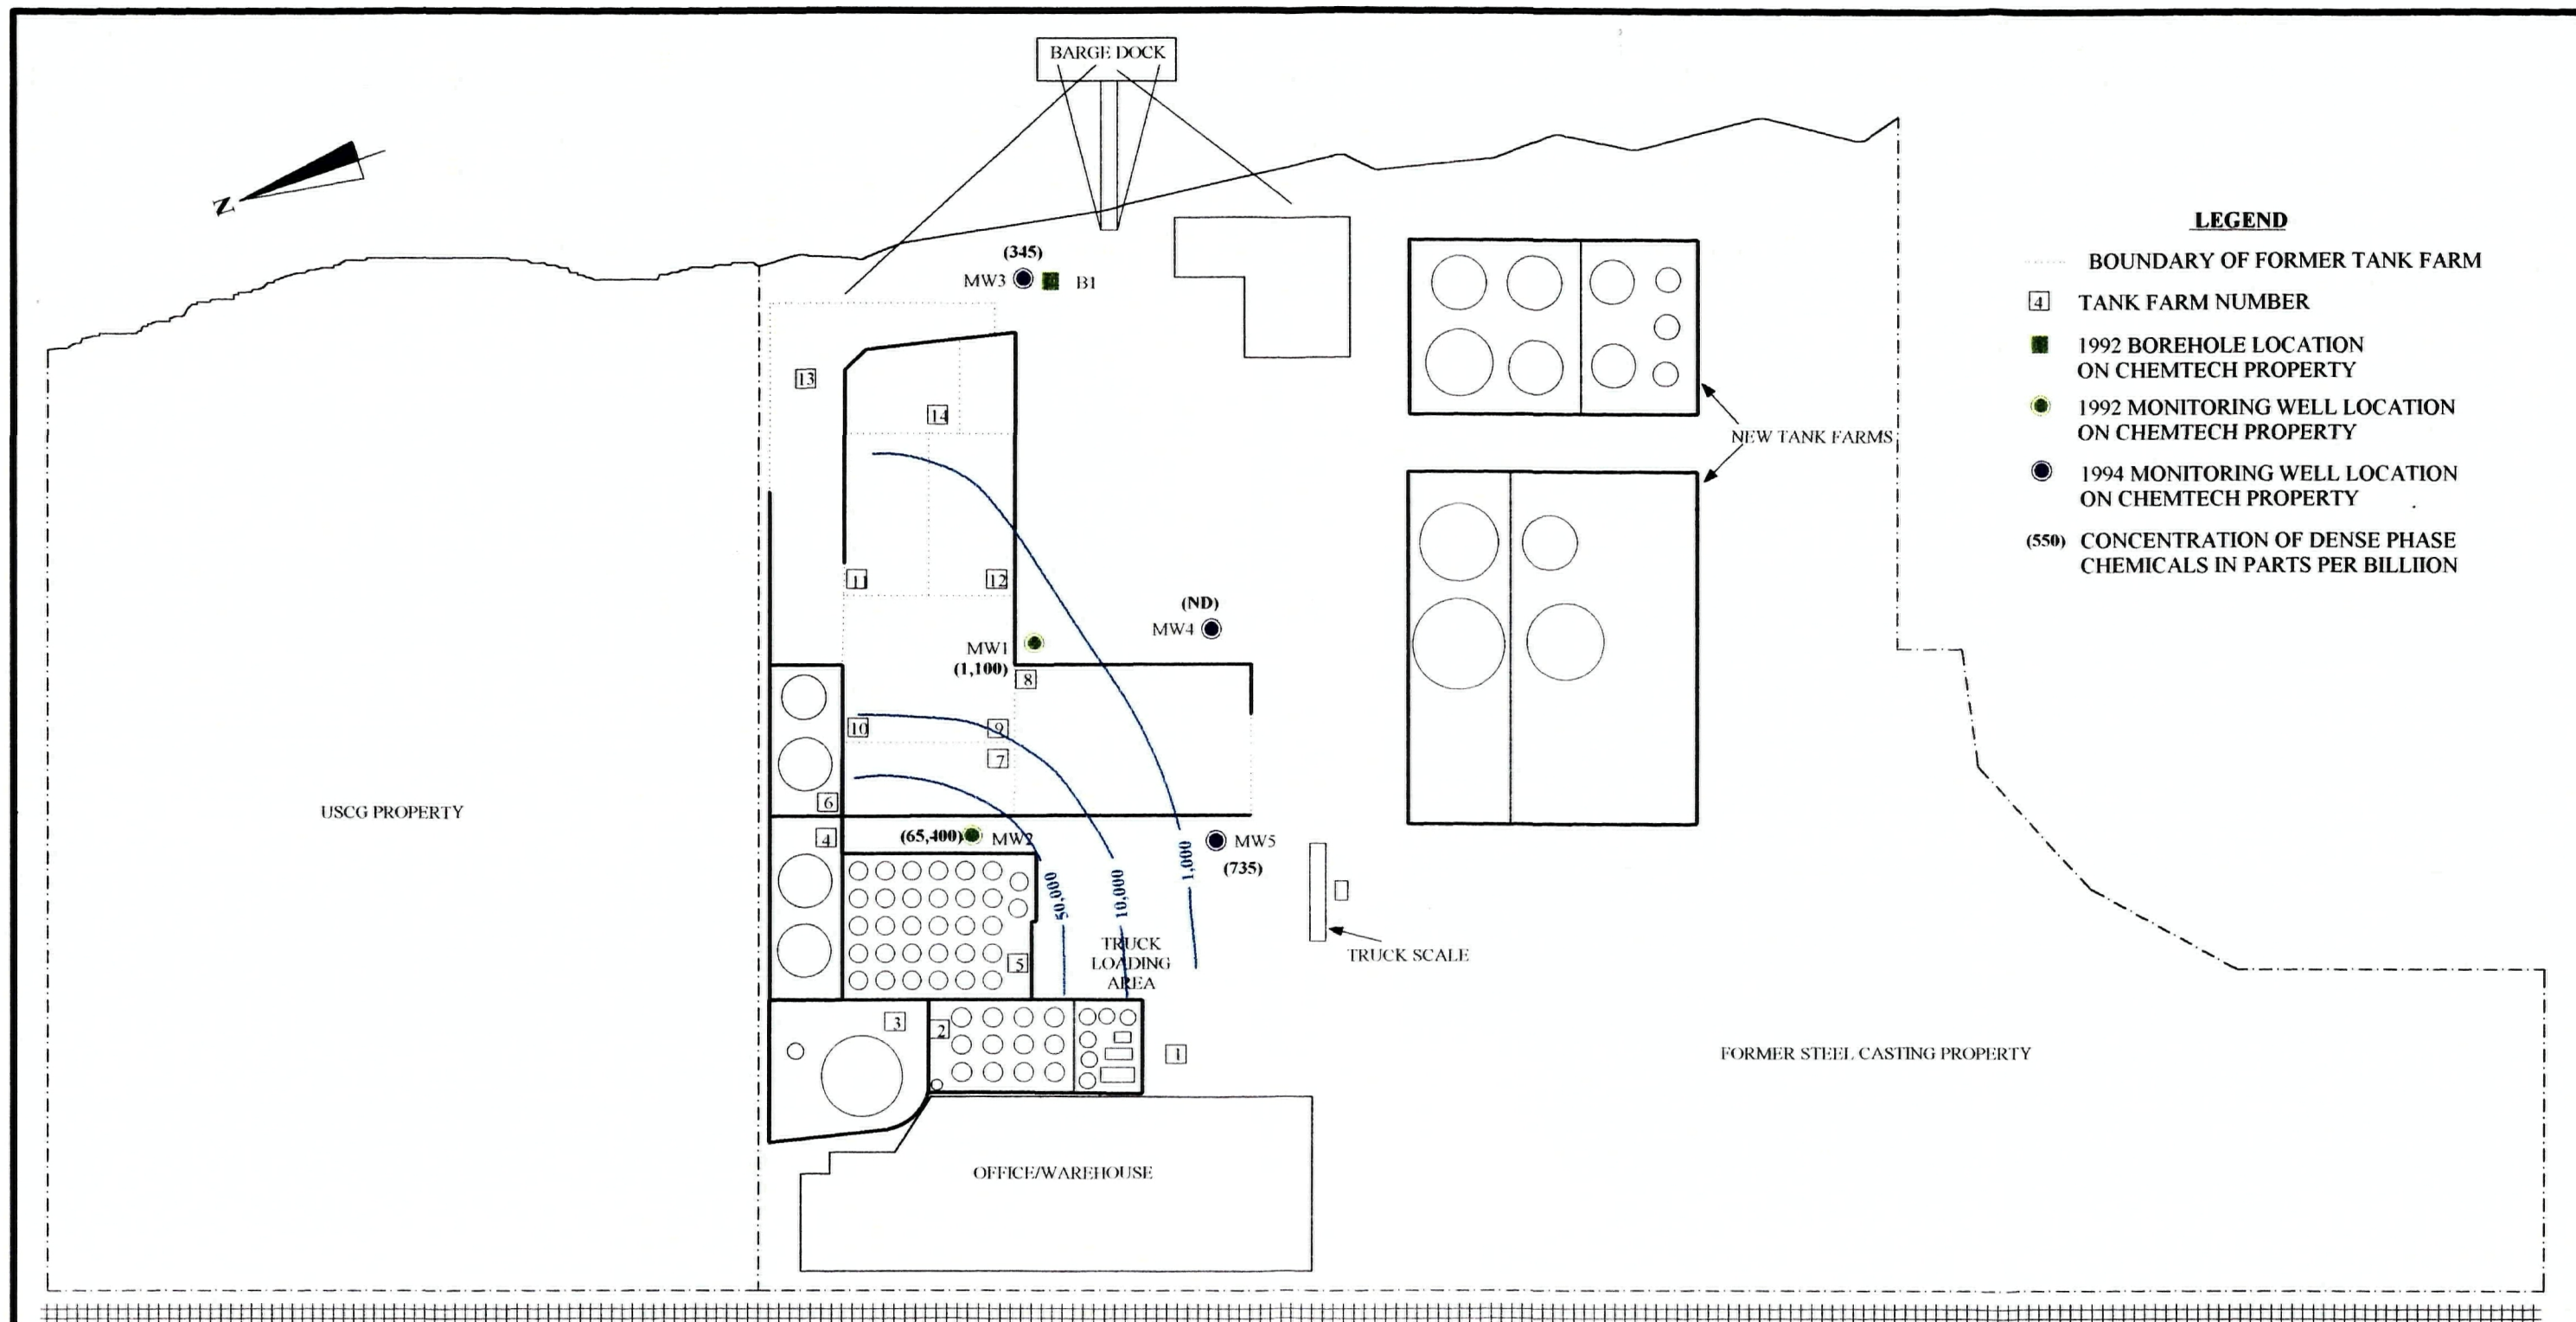 BARGE DOCK
N
LEGEND
BOUNDARY OF FORMER TANK FARM
4 TANK FARM NUMBER
1992 BOREHOLE LOCATION
ON CHEMTECH PROPERTY
1992 MONITORING WELL LOCATION
ON CHEMTECH PROPERTY
1994 MONITORING WELL LOCATION
ON CHEMTECH PROPERTY
(550) CONCENTRATION OF DENSE PHASE
CHEMICALS IN PARTS PER BILLIION
(345)
MW3 B1
13
14
NEW TANK FARMS
11 12
(ND)
MW4
MW1
(1,100)
8
10 9
7
6
USCG PROPERTY
4
(65,400) MW2
MW5
(735)
50,000
10,000
1,000
TRUCK
LOADING
AREA
5
TRUCK SCALE
3
2
1
FORMER STEEL CASTING PROPERTY
OFFICE/WAREHOUSE